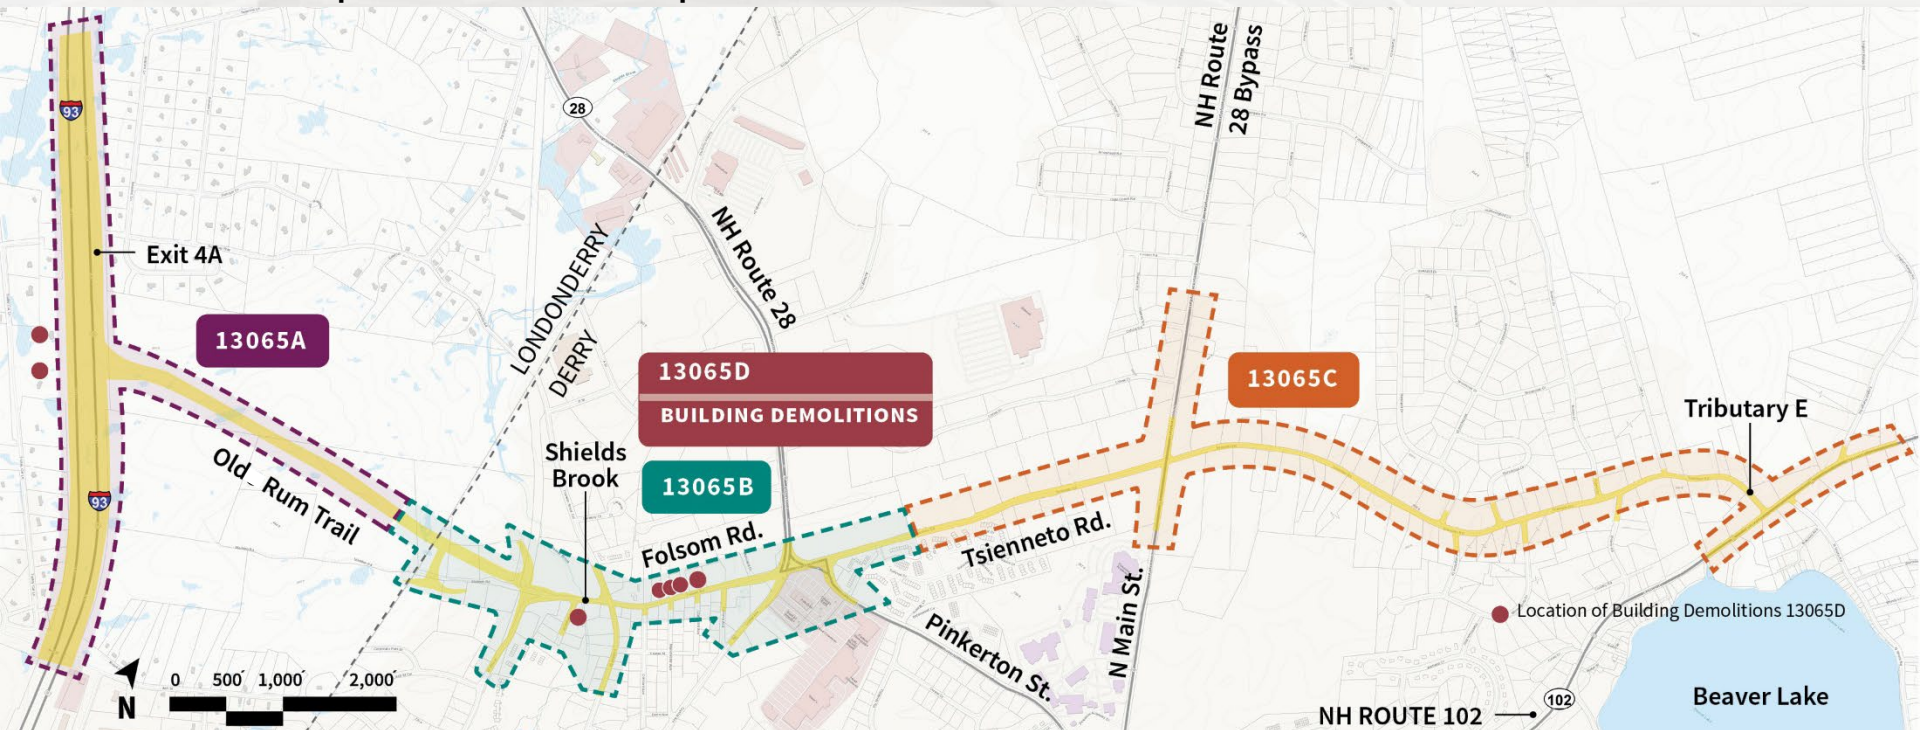 93
28
NH Route
28 Bypass
Exit 4A
LONDONDERRY
DERRY
NH Route 28
13065A
13065D
BUILDING DEMOLITIONS
13065C
Tributary E
Shields
Brook
13065B
Old Rum Trail
93
Folsom Rd.
Tsienneto Rd.
N Main St.
Pinkerton St.
Location of Building Demolitions 13065D
0 500' 1,000' 2,000'
N
Beaver Lake
NH ROUTE 102
102